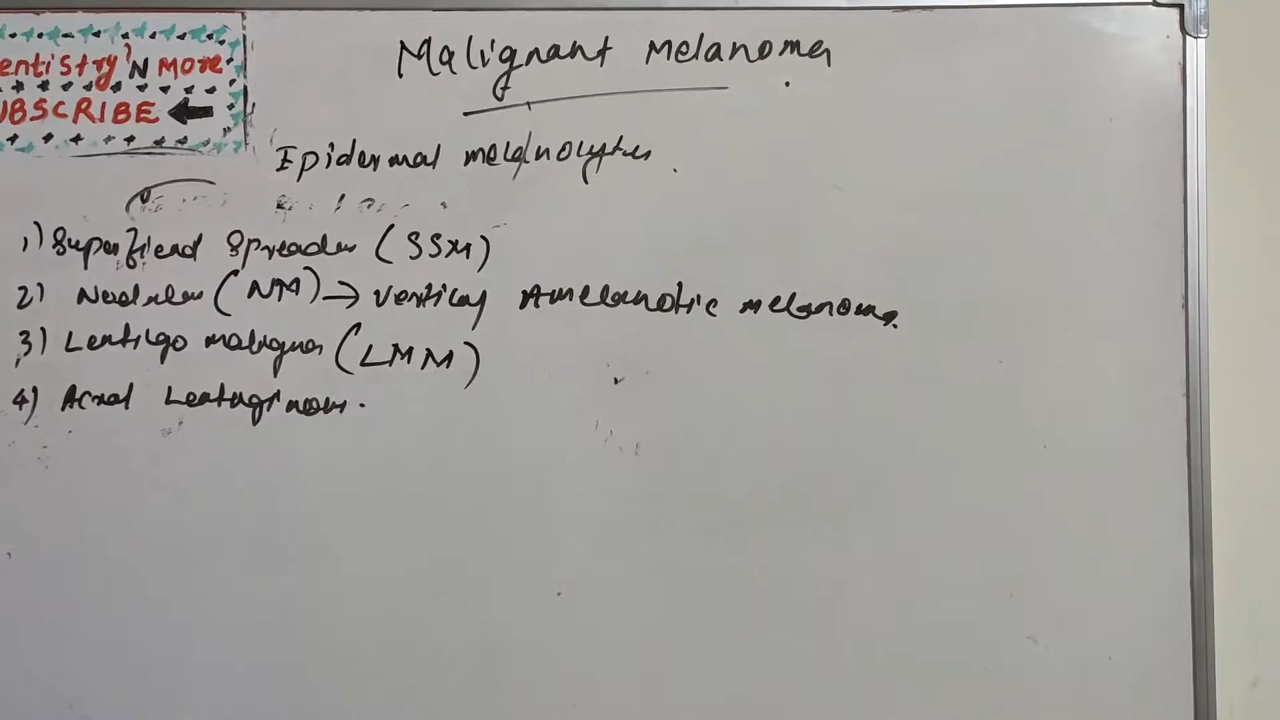 entistry'N MORE
UBSCRIBE
Malignant Melanoma
Epidermal melanocytes.
1) Superficial Spreading (SSM)
2) Nodular (NM) → vertical Amelanotic melanoma.
3) Lentigo maligna (LMM)
4) Acral Lentiginous.